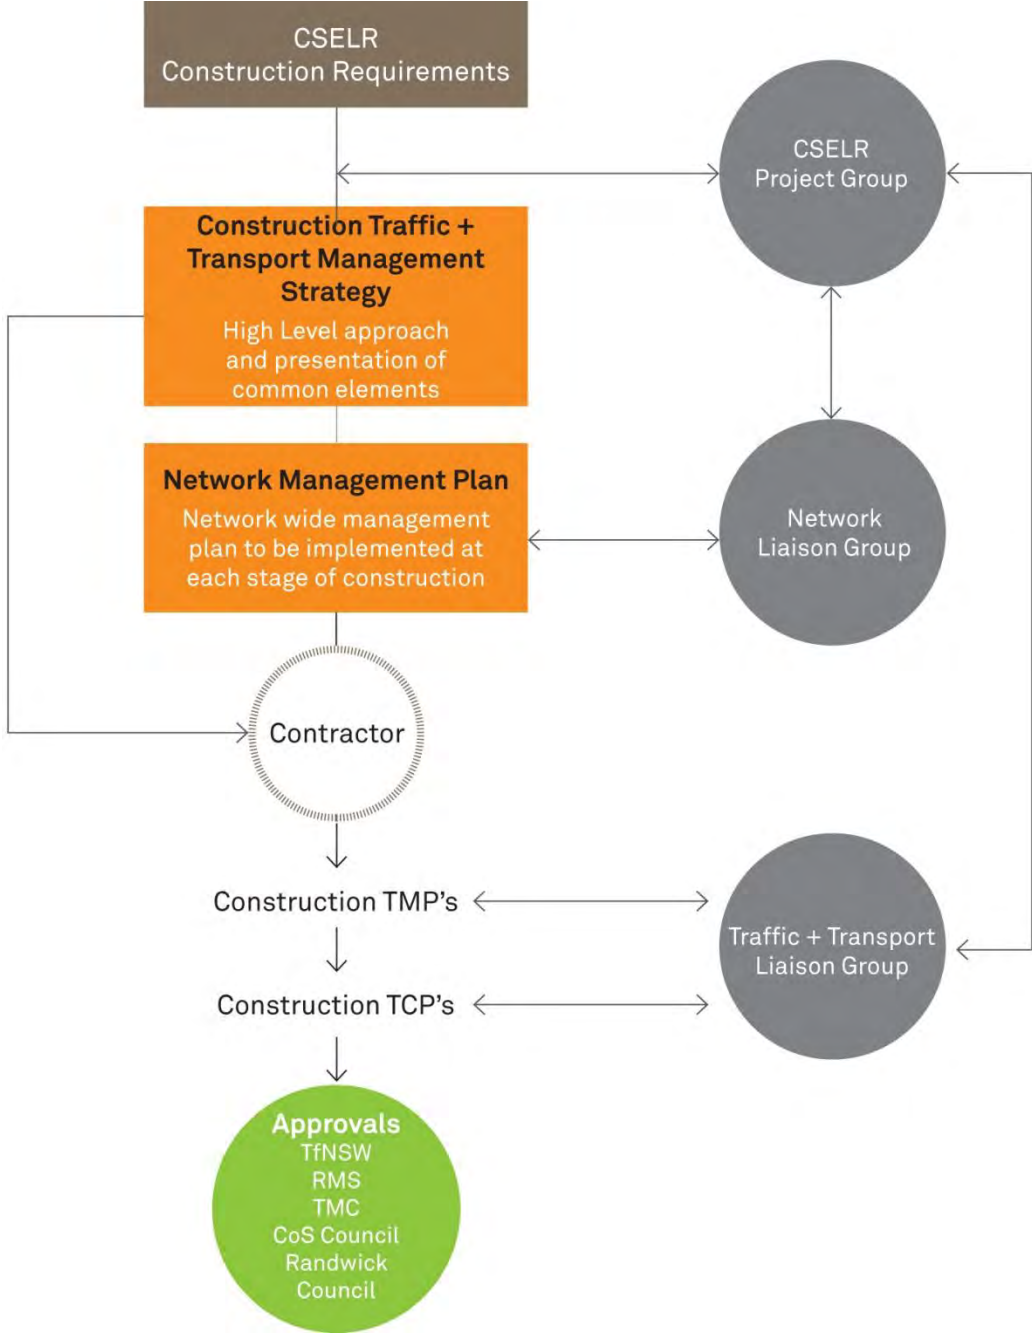 CSELR
Construction Requirements
CSELR
Project Group
Construction Traffic +
Transport Management
Strategy
High Level approach
and presentation of
common elements
Network Management Plan
Network wide management
plan to be implemented at
each stage of construction
Network
Liaison Group
Contractor
Construction TMP's
Traffic + Transport
Liaison Group
Construction TCP's
Approvals
TfNSW
RMS
TMC
CoS Council
Randwick
Council